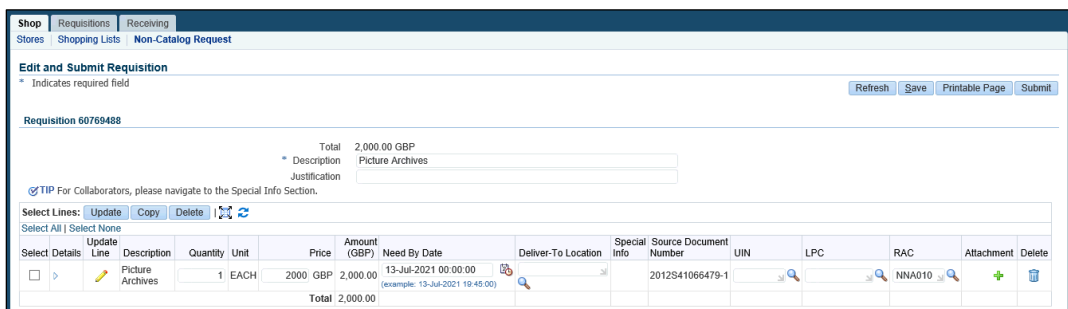 Shop Requisitions Receiving
Stores | Shopping Lists | Non-Catalog Request
Edit and Submit Requisition
* Indicates required field
Refresh Save Printable Page Submit
Requisition 60769488
Total 2,000.00 GBP
* Description Picture Archives
Justification
TIP For Collaborators, please navigate to the Special Info Section.
Select Lines: Update Copy Delete |
Select All | Select None
Select Details Update Line Description Quantity Unit Price Amount (GBP) Need By Date Deliver-To Location Special Info Source Document Number UIN LPC RAC Attachment Delete
Picture Archives 1 EACH 2000 GBP 2,000.00 13-Jul-2021 00:00:00 2012S41066479-1 NNA010
(example: 13-Jul-2021 19:45:00)
Total 2,000.00